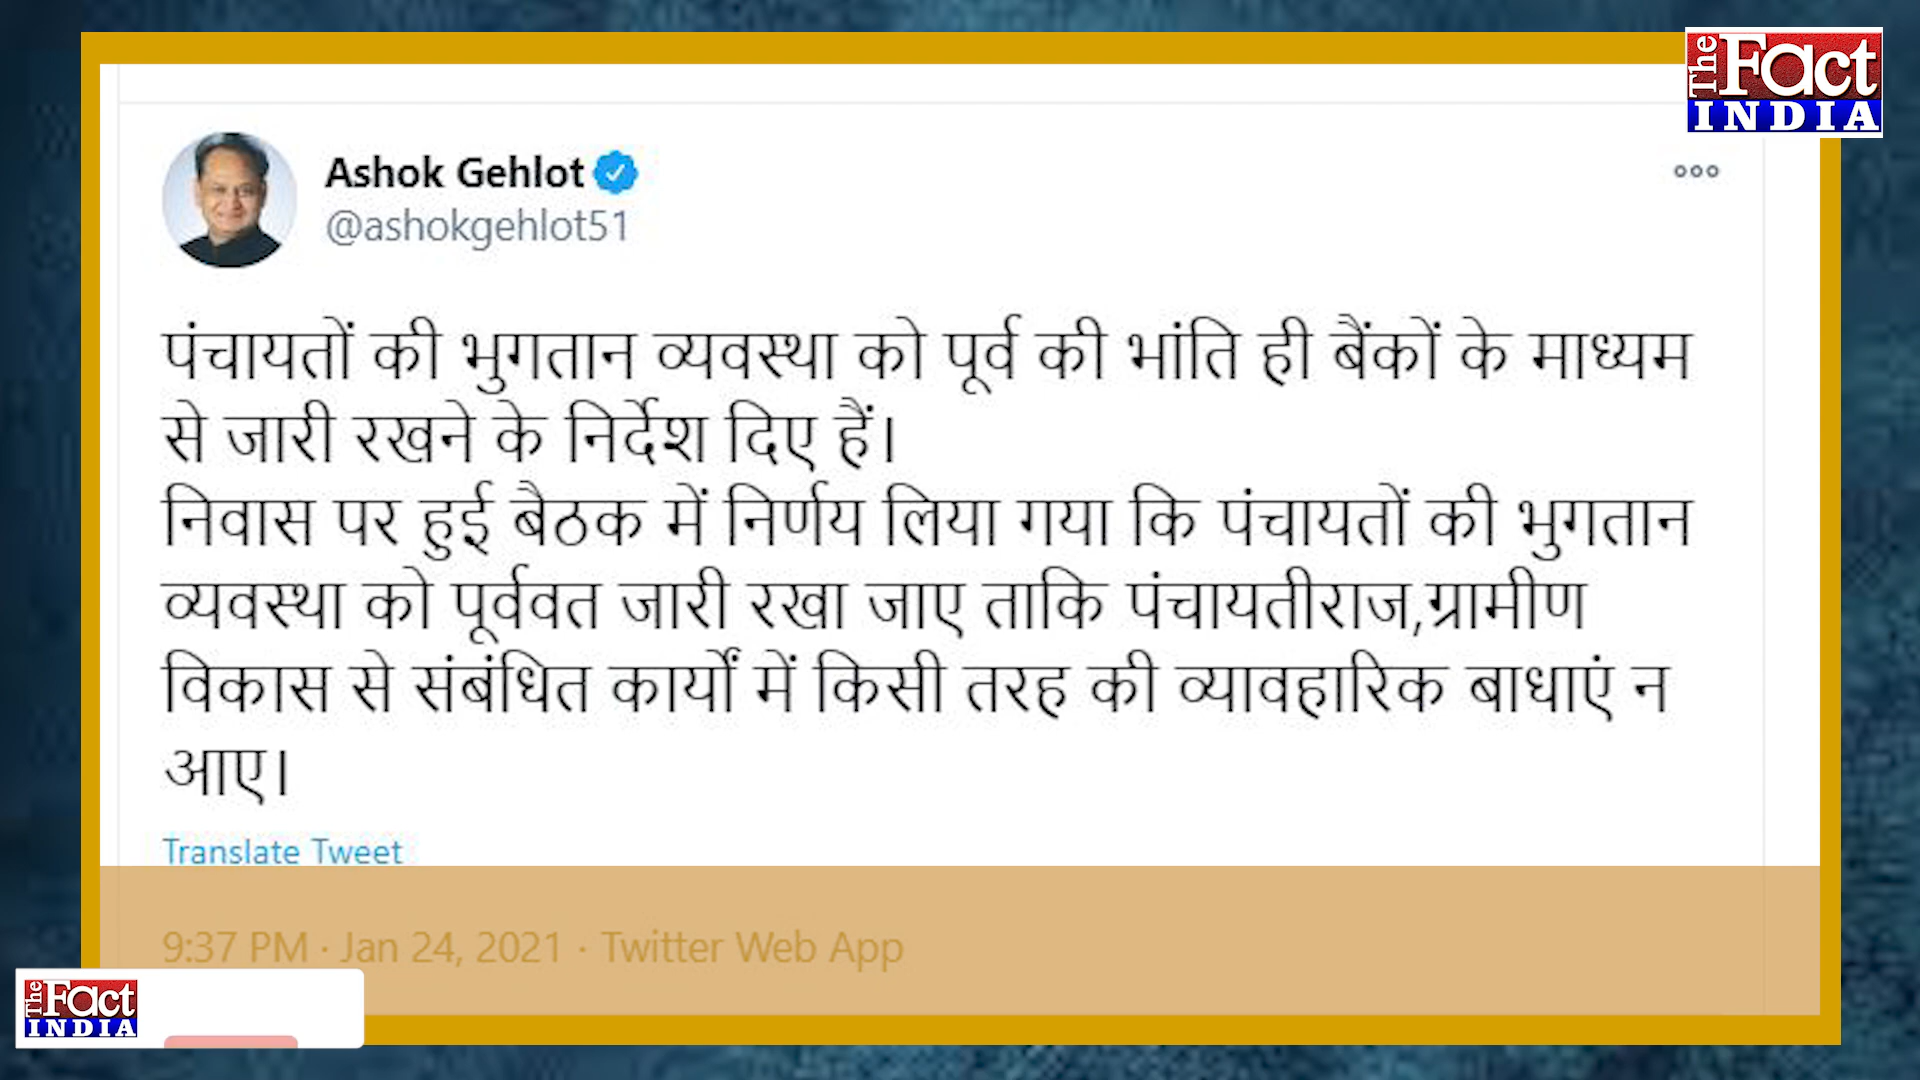 The Fact
INDIA
Ashok Gehlot
@ashokgehlot51
पंचायतों की भुगतान व्यवस्था को पूर्व की भांति ही बैंकों के माध्यम
से जारी रखने के निर्देश दिए हैं।
निवास पर हुई बैठक में निर्णय लिया गया कि पंचायतों की भुगतान
व्यवस्था को पूर्ववत जारी रखा जाए ताकि पंचायतीराज,ग्रामीण
विकास से संबंधित कार्यों में किसी तरह की व्यावहारिक बाधाएं न
आए।
Translate Tweet
9:37 PM · Jan 24, 2021 · Twitter Web App
The Fact
INDIA